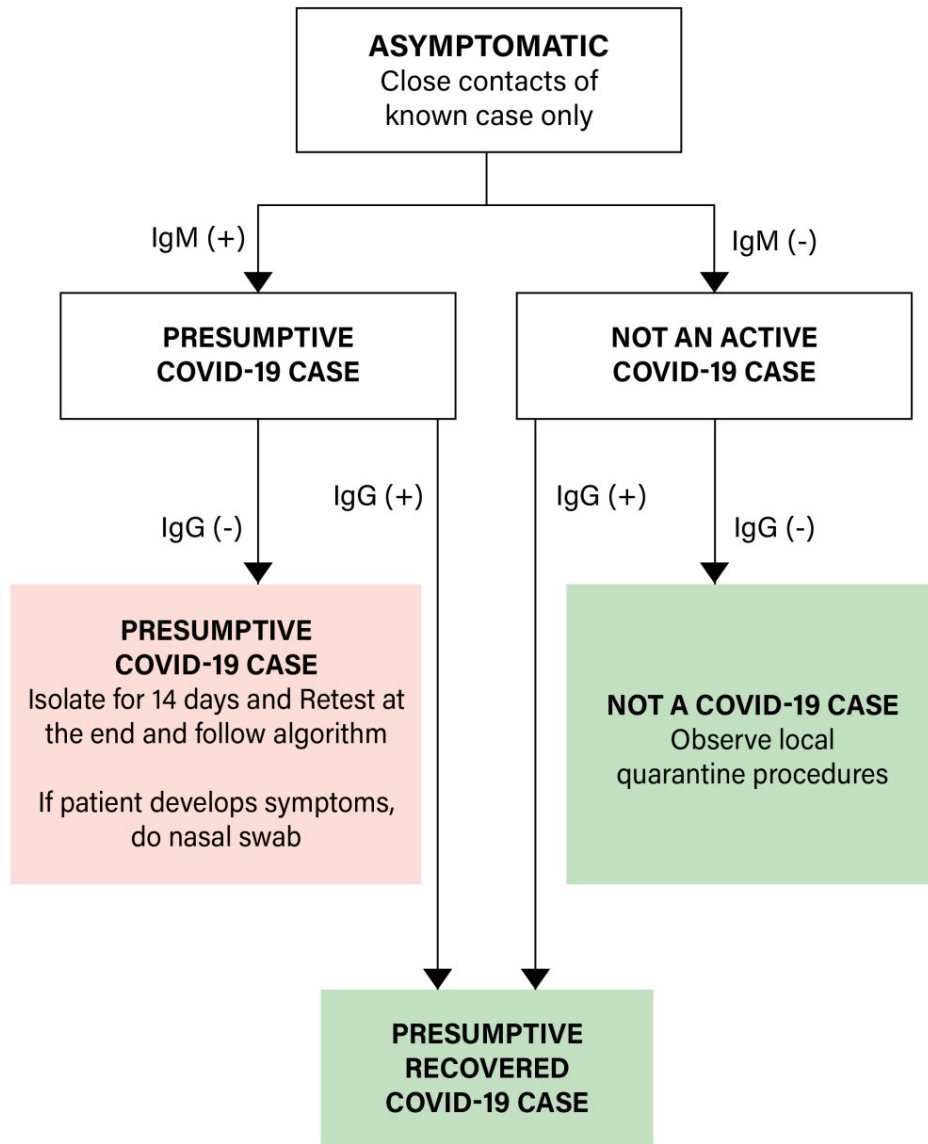 ASYMPTOMATIC
Close contacts of
known case only
IgM (+)
IgM (-)
PRESUMPTIVE
COVID-19 CASE
NOT AN ACTIVE
COVID-19 CASE
IgG (-)
IgG (+)
IgG (+)
IgG (-)
PRESUMPTIVE
COVID-19 CASE
Isolate for 14 days and Retest at
the end and follow algorithm
If patient develops symptoms,
do nasal swab
NOT A COVID-19 CASE
Observe local
quarantine procedures
PRESUMPTIVE
RECOVERED
COVID-19 CASE